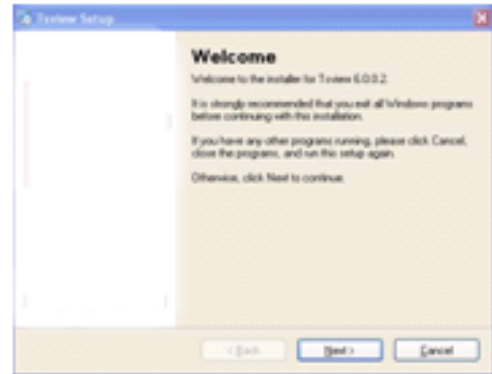 Setup
Welcome
Welcome to the installer for 6.0.0.2
It is strongly recommended that you exit all Windows programs
before continuing with this installation.
If you have any other programs running, please click Cancel,
close the programs, and run this setup again.
Otherwise, click Next to continue.
< Back
Next >
Cancel